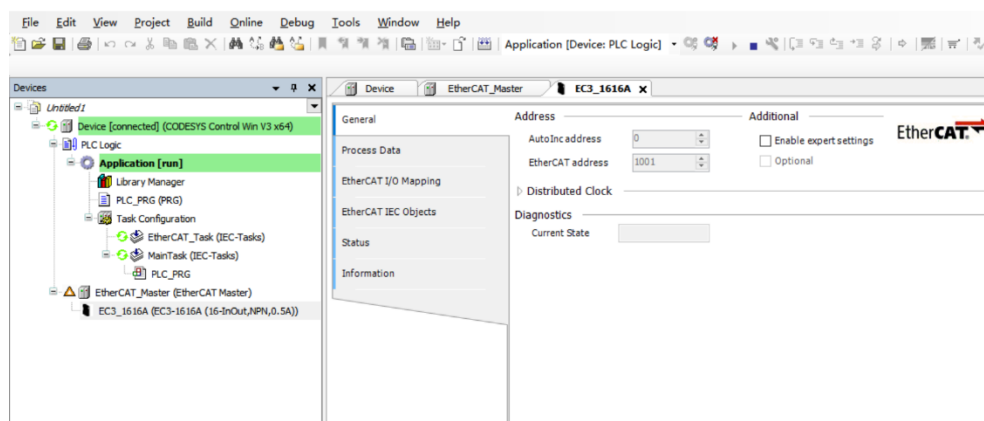 File Edit View Project Build Online Debug Tools Window Help
Application [Device: PLC Logic]
Devices
Device
EtherCAT_Master
EC3_1616A
Untitled1
Device [connected] (CODESYS Control Win V3 x64)
PLC Logic
Application [run]
Library Manager
PLC_PRG (PRG)
Task Configuration
EtherCAT_Task (IEC-Tasks)
MainTask (IEC-Tasks)
PLC_PRG
EtherCAT_Master (EtherCAT Master)
EC3_1616A (EC3-1616A (16-InOut,NPN,0.5A))
General
Process Data
EtherCAT I/O Mapping
EtherCAT IEC Objects
Status
Information
Address
AutoInc address 0
EtherCAT address 1001
Distributed Clock
Diagnostics
Current State
Additional
Enable expert settings
Optional
EtherCAT